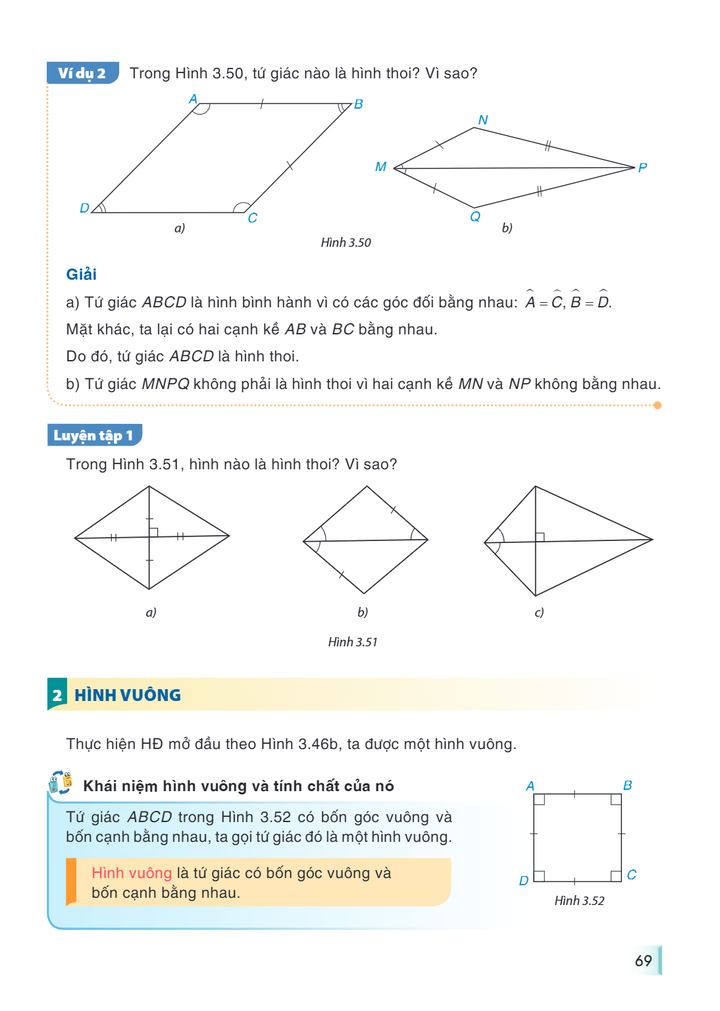 Ví dụ 2 Trong Hình 3.50, tứ giác nào là hình thoi? Vì sao?
A
B
D
C
a)
N
M
P
Q
b)
Hình 3.50
Giải
a) Tứ giác ABCD là hình bình hành vì có các góc đối bằng nhau: Â = Ĉ, B̂ = D̂.
Mặt khác, ta lại có hai cạnh kề AB và BC bằng nhau.
Do đó, tứ giác ABCD là hình thoi.
b) Tứ giác MNPQ không phải là hình thoi vì hai cạnh kề MN và NP không bằng nhau.
Luyện tập 1
Trong Hình 3.51, hình nào là hình thoi? Vì sao?
a)
b)
c)
Hình 3.51
2 HÌNH VUÔNG
Thực hiện HĐ mở đầu theo Hình 3.46b, ta được một hình vuông.
Khái niệm hình vuông và tính chất của nó
Tứ giác ABCD trong Hình 3.52 có bốn góc vuông và
bốn cạnh bằng nhau, ta gọi tứ giác đó là một hình vuông.
Hình vuông là tứ giác có bốn góc vuông và
bốn cạnh bằng nhau.
A
B
D
C
Hình 3.52
69